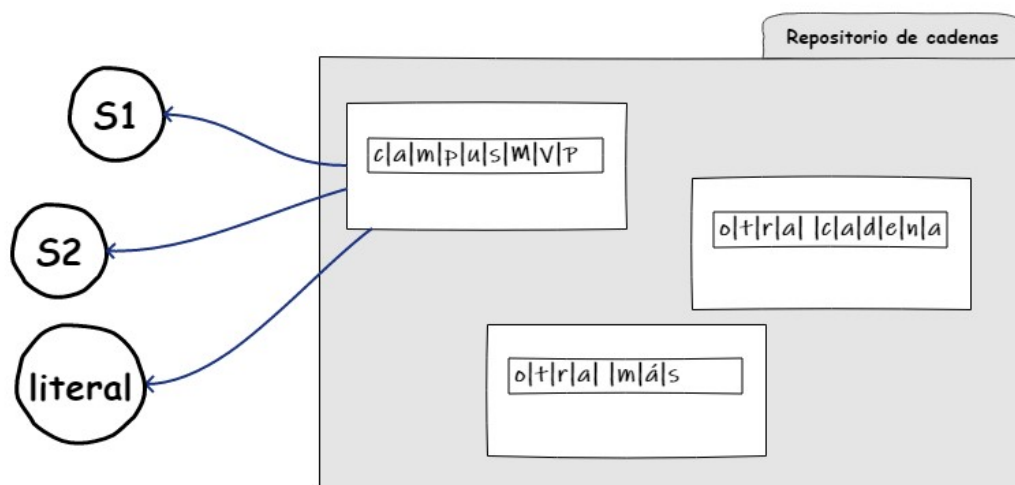 Repositorio de cadenas
S1
c|a|m|p|u|s|M|V|P
S2
o|t|r|a| |c|a|d|e|n|a
literal
o|t|r|a| |m|á|s